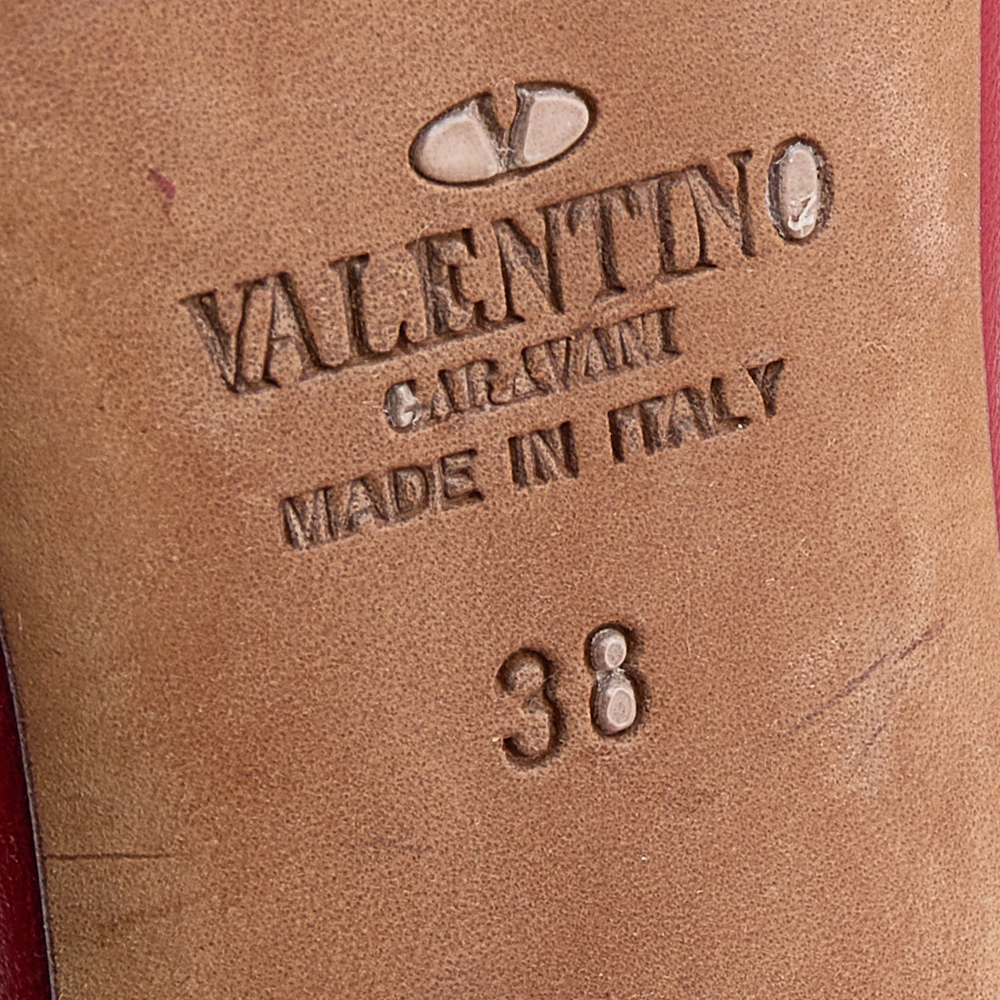 V
VALENTINO
GARAVANI
MADE IN ITALY
38